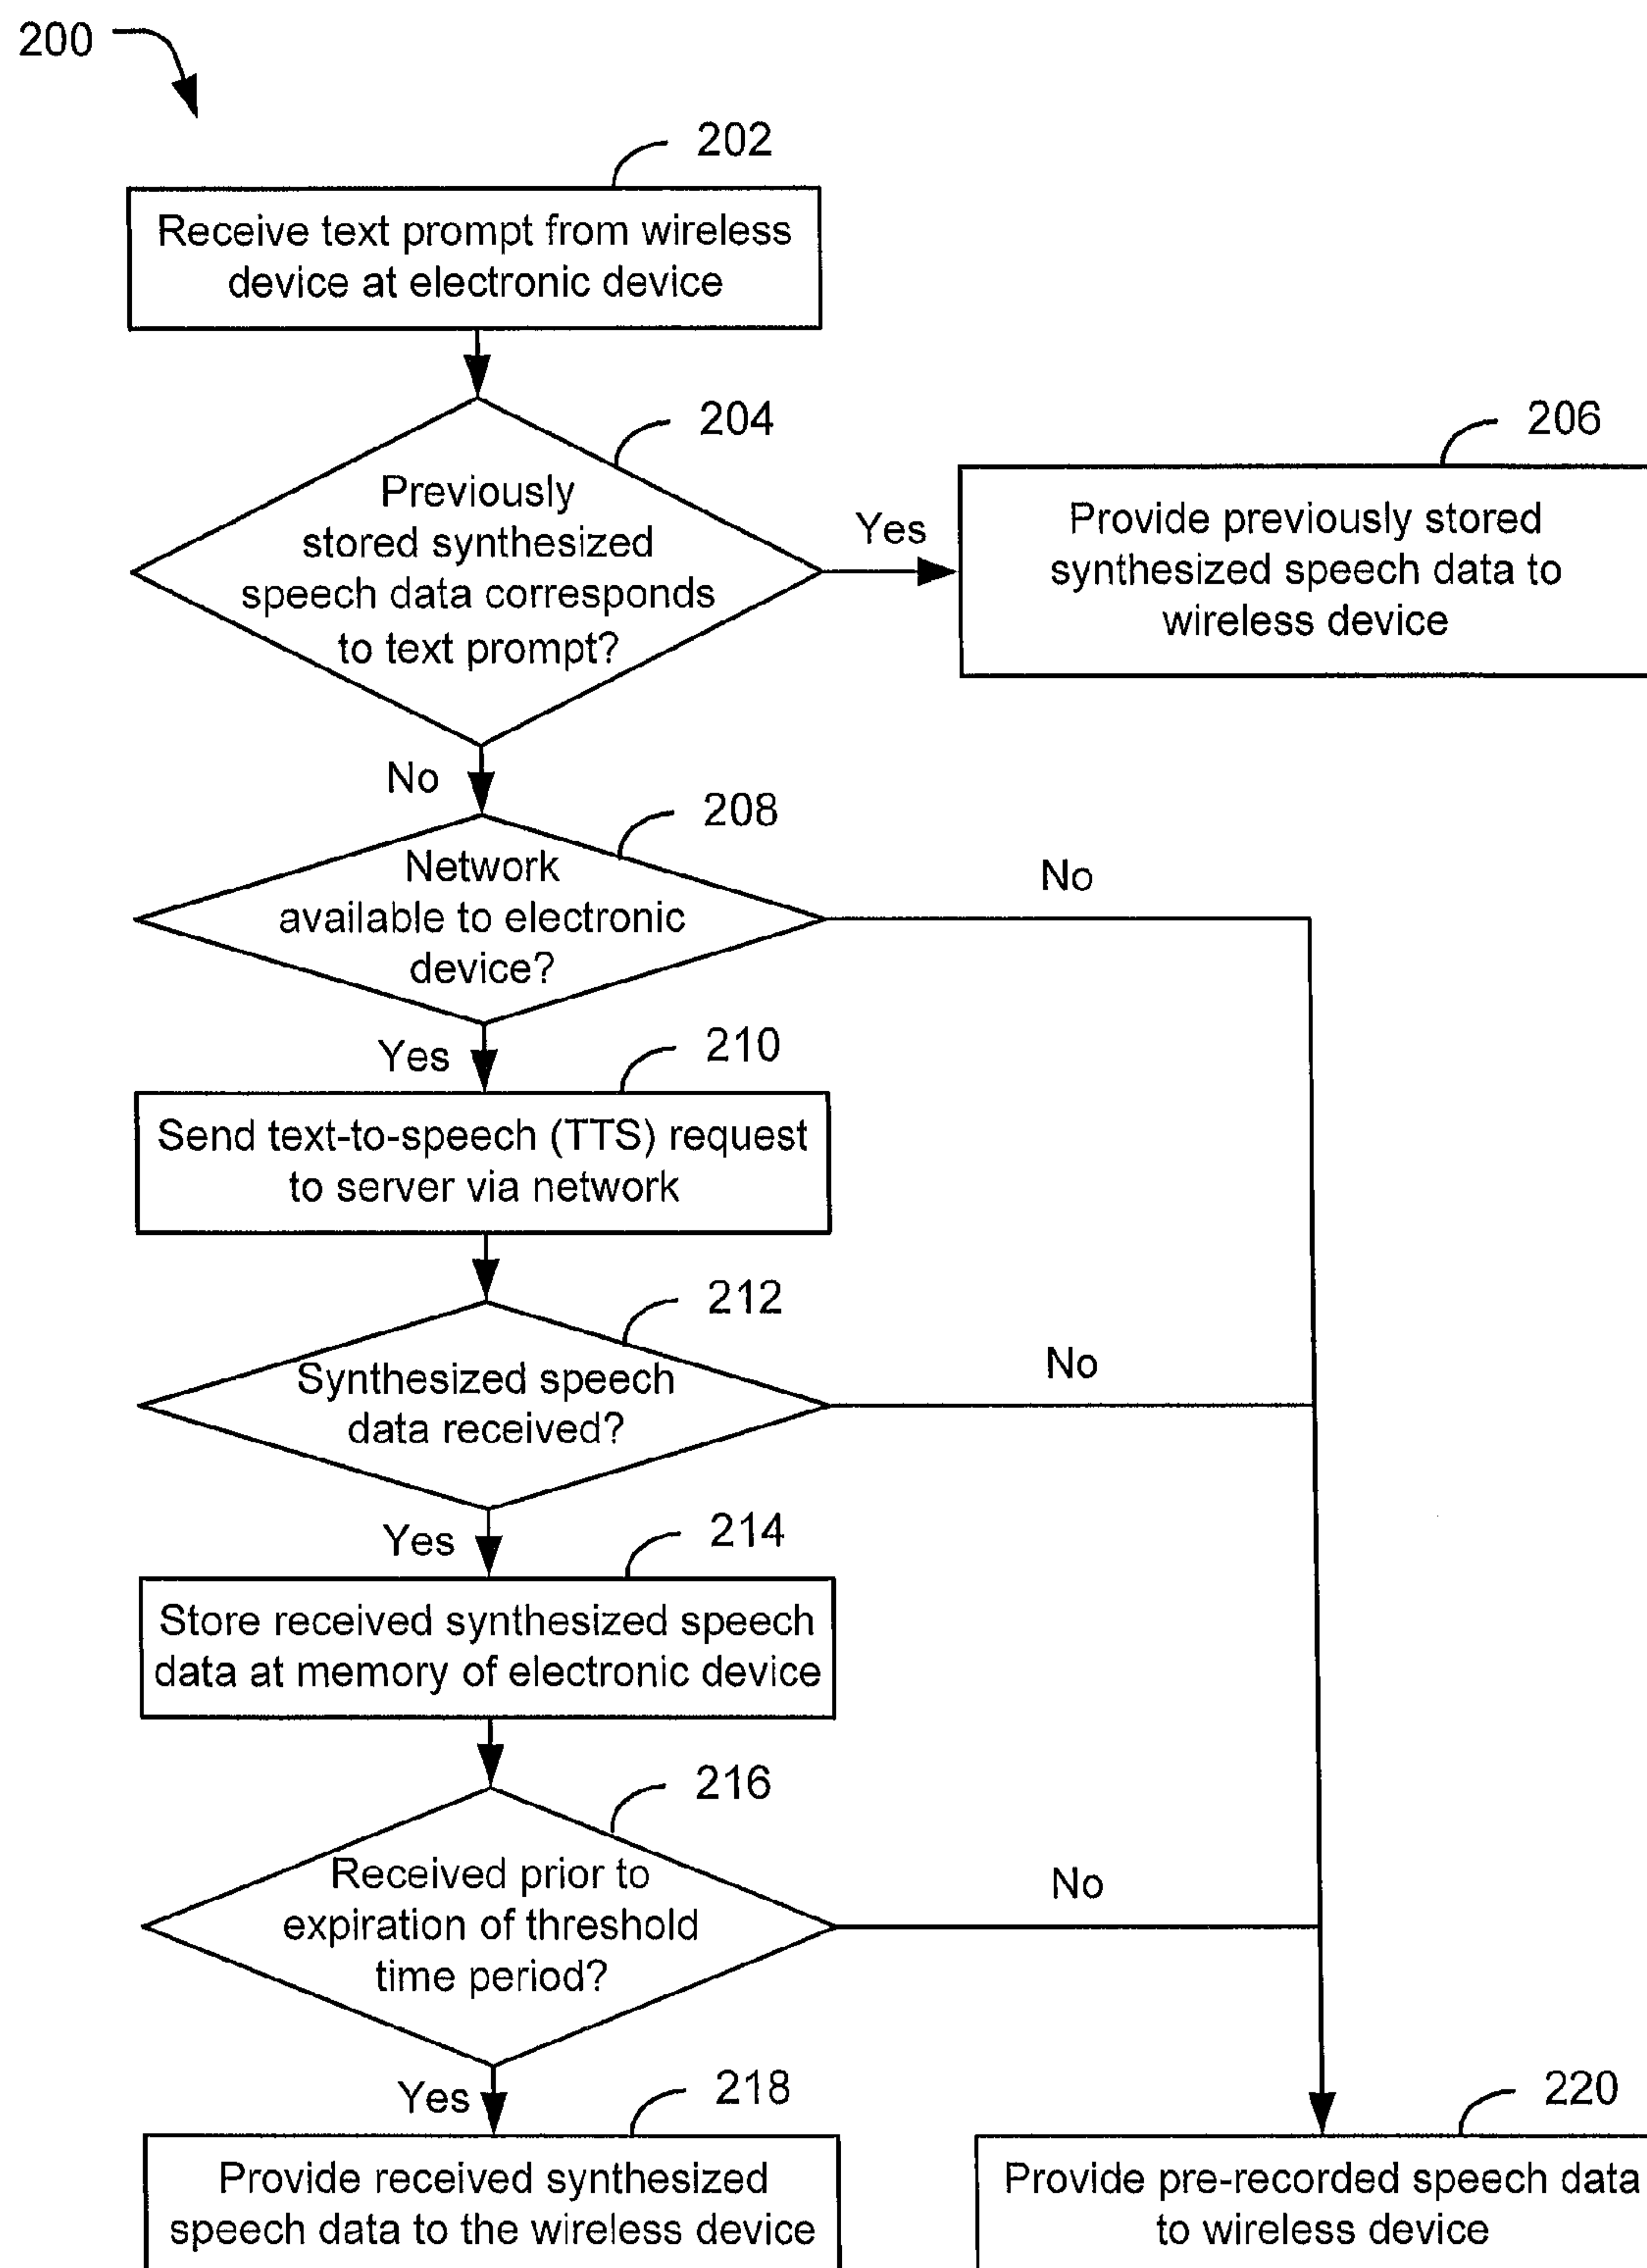 200
202
Receive text prompt from wireless
device at electronic device
204
Previously
stored synthesized
speech data corresponds
to text prompt?
Yes
206
Provide previously stored
synthesized speech data to
wireless device
No
208
Network
available to electronic
device?
No
Yes
210
Send text-to-speech (TTS) request
to server via network
212
Synthesized speech
data received?
No
Yes
214
Store received synthesized speech
data at memory of electronic device
216
Received prior to
expiration of threshold
time period?
No
Yes
218
Provide received synthesized
speech data to the wireless device
220
Provide pre-recorded speech data
to wireless device